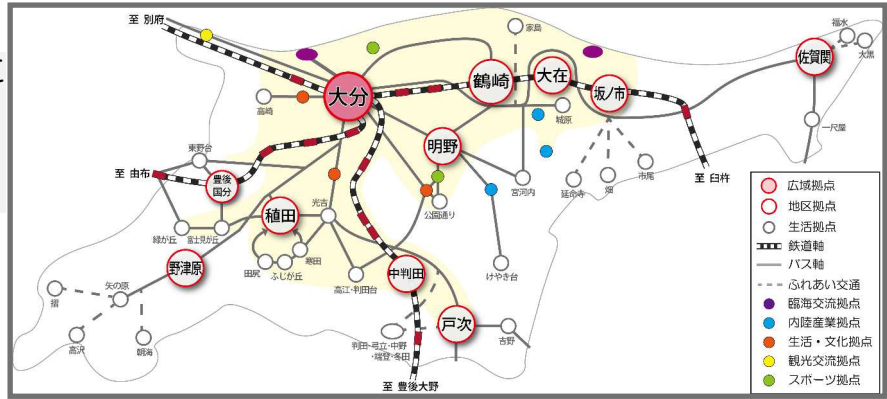 至 別府
家島
福水
大黒
佐賀関
鶴崎
大在
坂ノ市
大分
高崎
城原
一尺屋
明野
東野台
至 由布
豊後
国分
宮河内
延命寺
畑
市尾
至 臼杵
公園通り
稙田
光吉
緑が丘
富士見が丘
野津原
田尻
ふじが丘
寒田
高江・判田台
中判田
けやき台
摺
矢の原
高沢
朝海
戸次
吉野
判田・弓立・中野
・端登・冬田
至 豊後大野
広域拠点
地区拠点
生活拠点
鉄道軸
バス軸
ふれあい交通
臨海交流拠点
内陸産業拠点
生活・文化拠点
観光交流拠点
スポーツ拠点